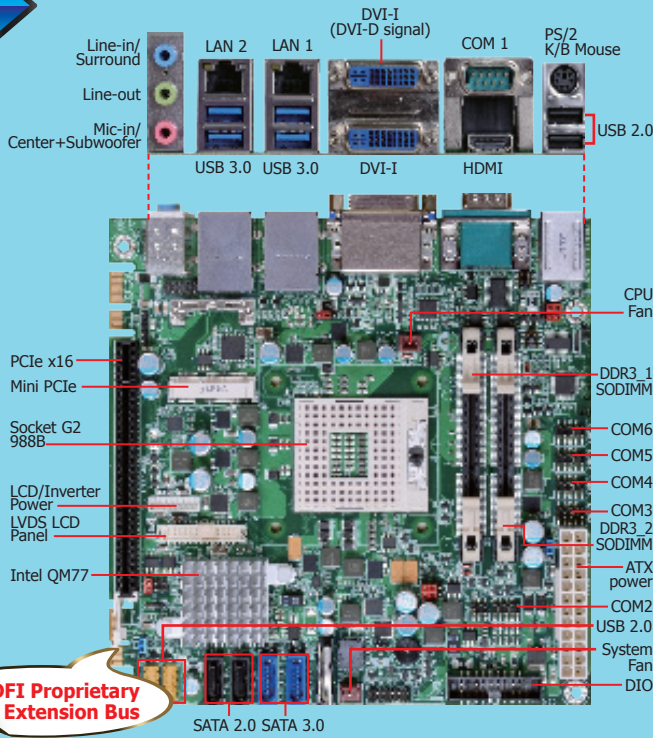 Line-in/
Surround
Line-out
Mic-in/
Center+Subwoofer
LAN 2
LAN 1
USB 3.0
USB 3.0
DVI-I
(DVI-D signal)
DVI-I
COM 1
HDMI
PS/2
K/B Mouse
USB 2.0
PCIe x16
Mini PCIe
Socket G2
988B
LCD/Inverter
Power
LVDS LCD
Panel
Intel QM77
CPU
Fan
DDR3_1
SODIMM
COM6
COM5
COM4
COM3
DDR3_2
SODIMM
ATX
power
COM2
USB 2.0
System
Fan
DIO
DFI Proprietary
Extension Bus
SATA 2.0
SATA 3.0